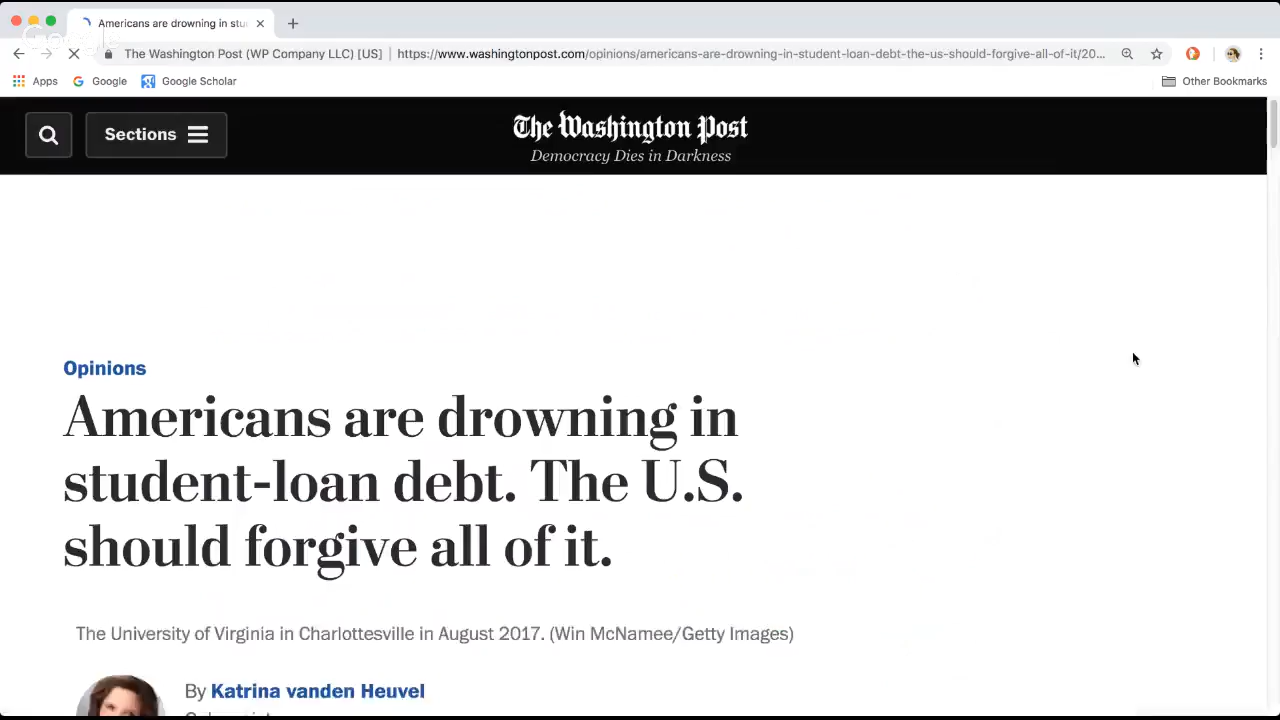 Americans are drowning in stu
Google
The Washington Post (WP Company LLC) [US] | https://www.washingtonpost.com/opinions/americans-are-drowning-in-student-loan-debt-the-us-should-forgive-all-of-it/20...
Apps Google Google Scholar Other Bookmarks
Sections
The Washington Post
Democracy Dies in Darkness
Opinions
Americans are drowning in
student-loan debt. The U.S.
should forgive all of it.
The University of Virginia in Charlottesville in August 2017. (Win McNamee/Getty Images)
By Katrina vanden Heuvel